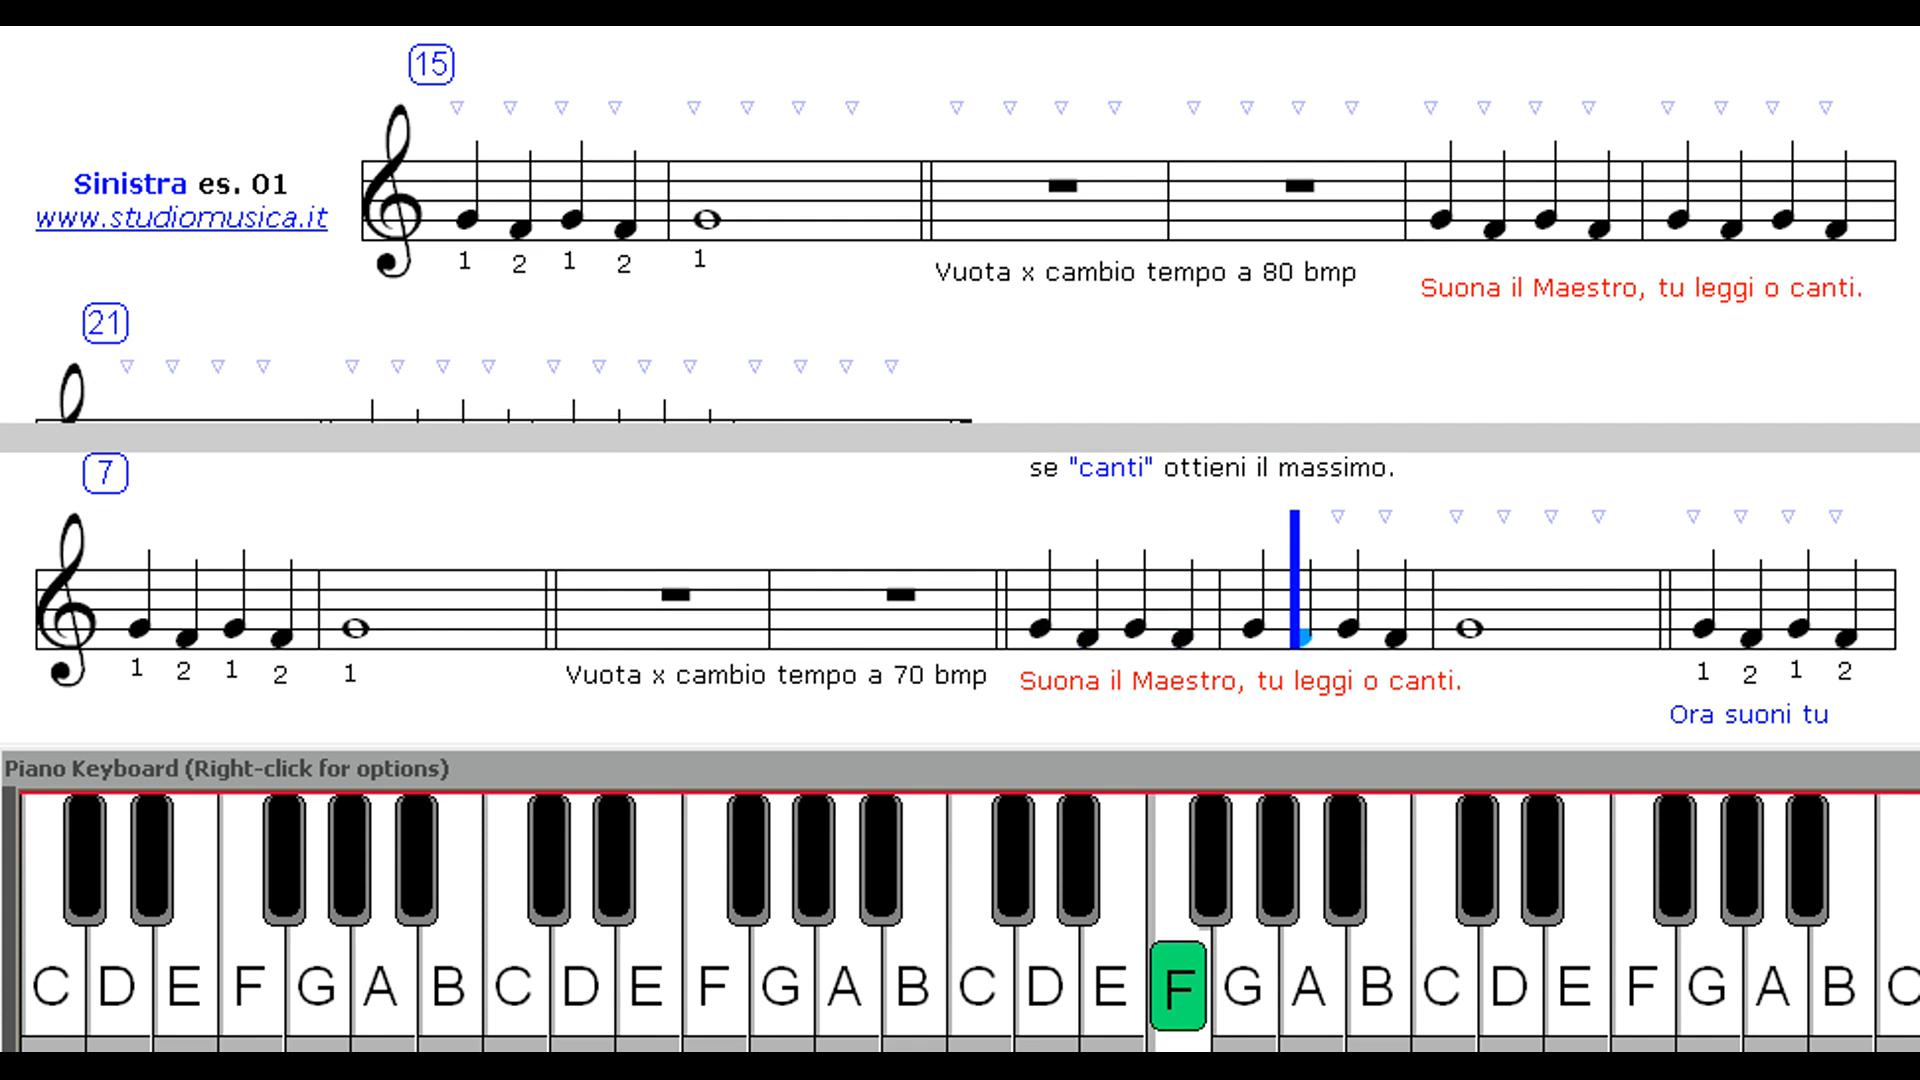 15
Sinistra es. 01
www.studiomusica.it
1 2 1 2 1
Vuota x cambio tempo a 80 bmp
Suona il Maestro, tu leggi o canti.
21
7
se "canti" ottieni il massimo.
1 2 1 2 1
Vuota x cambio tempo a 70 bmp
Suona il Maestro, tu leggi o canti.
1 2 1 2
Ora suoni tu
Piano Keyboard (Right-click for options)
C D E F G A B C D E F G A B C D E F G A B C D E F G A B C